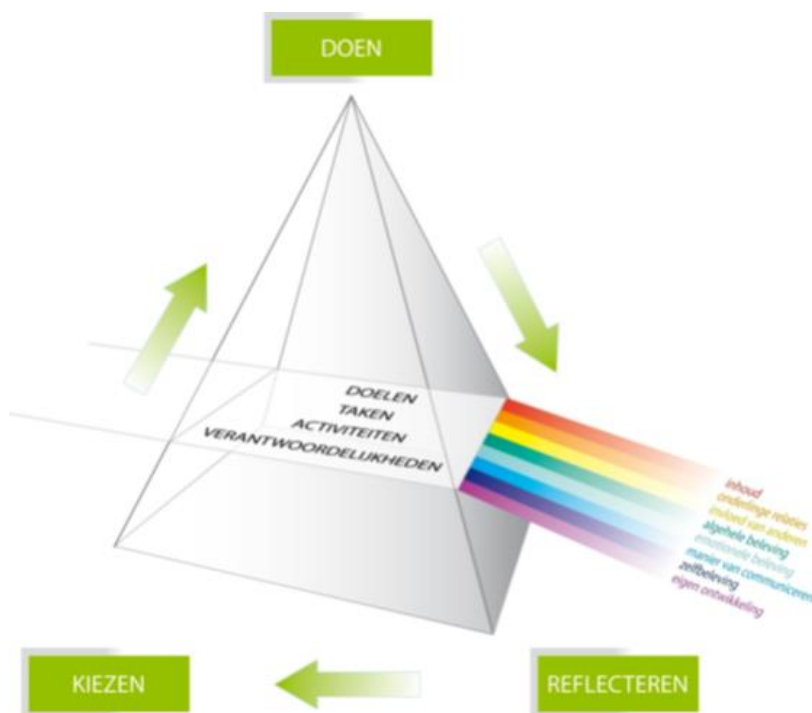 DOEN
DOELEN
TAKEN
ACTIVITEITEN
VERANTWOORDELIJKHEDEN
inhoud
onderlinge relaties
invloed van anderen
algehele beleving
emotionele beleving
manier van communiceren
zelfbeleving
eigen ontwikkeling
KIEZEN
REFLECTEREN